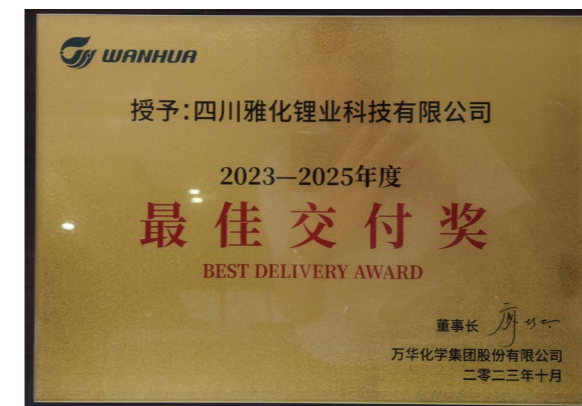 WANHUA
授予：四川雅化锂业科技有限公司
2023—2025年度
最佳交付奖
BEST DELIVERY AWARD
董事长
万华化学集团股份有限公司
二零二三年十月